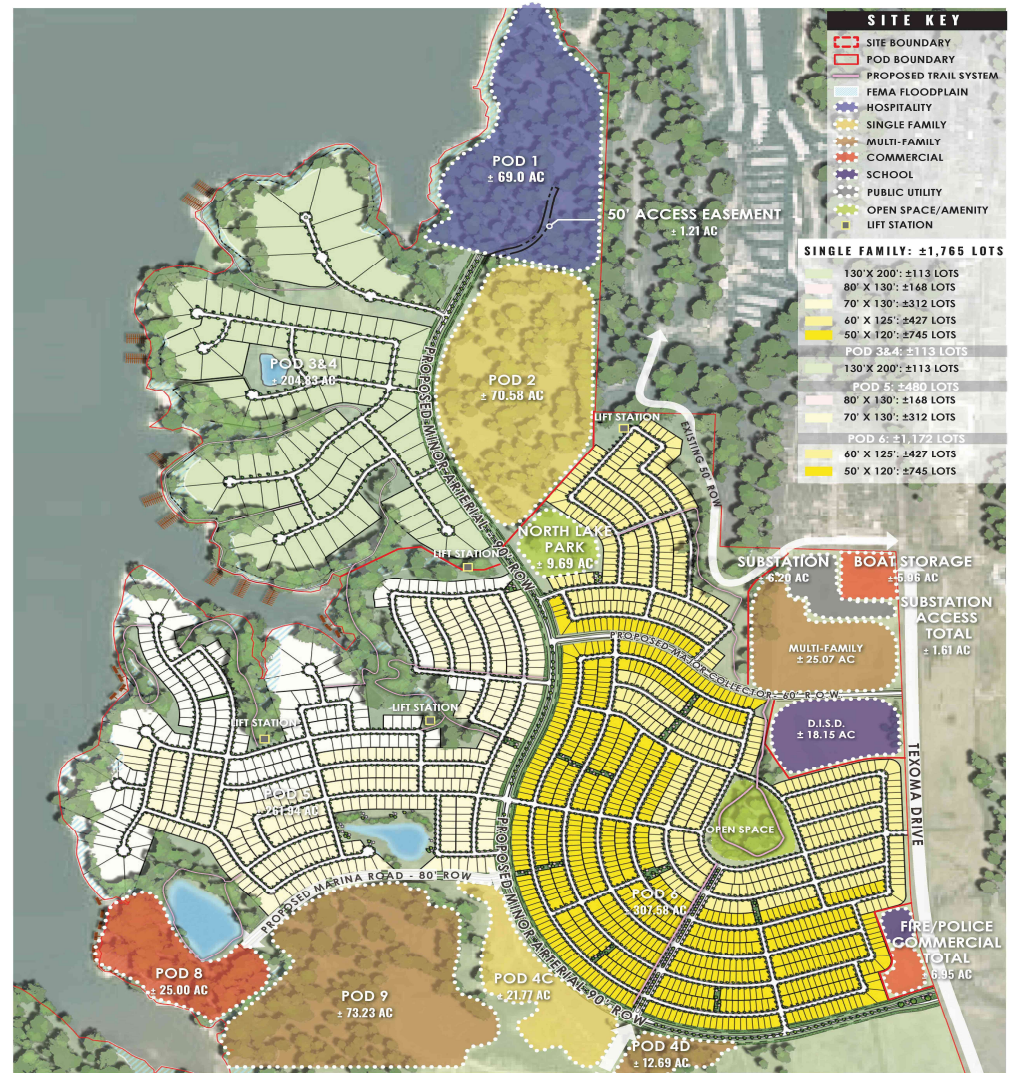 SITE KEY
SITE BOUNDARY
POD BOUNDARY
PROPOSED TRAIL SYSTEM
FEMA FLOODPLAIN
HOSPITALITY
SINGLE FAMILY
MULTI-FAMILY
COMMERCIAL
SCHOOL
PUBLIC UTILITY
OPEN SPACE/AMENITY
LIFT STATION
SINGLE FAMILY: ±1,765 LOTS
130'X 200': ±113 LOTS
80' X 130': ±168 LOTS
70' X 130': ±312 LOTS
60' X 125': ±427 LOTS
50' X 120': ±745 LOTS
POD 3&4: ±113 LOTS
130'X 200': ±113 LOTS
POD 5: ±480 LOTS
80' X 130': ±168 LOTS
70' X 130': ±312 LOTS
POD 6: ±1,172 LOTS
60' X 125': ±427 LOTS
50' X 120': ±745 LOTS
POD 1
± 69.0 AC
50' ACCESS EASEMENT
± 1.21 AC
POD 3&4
± 204.83 AC
PROPOSED MINOR ARTERIAL - 90' ROW
POD 2
± 70.58 AC
LIFT STATION
EXISTING 50' ROW
NORTH LAKE
PARK
± 9.69 AC
LIFT STATION
SUBSTATION
± 6.20 AC
BOAT STORAGE
± 5.96 AC
SUBSTATION
ACCESS
TOTAL
± 1.61 AC
MULTI-FAMILY
± 25.07 AC
PROPOSED MAJOR COLLECTOR- 60' R.O.W
D.I.S.D.
± 18.15 AC
TEXOMA DRIVE
LIFT STATION
LIFT STATION
POD 5
OPEN SPACE
PROPOSED MINOR ARTERIAL 90' ROW
PROPOSED MARINA ROAD - 80' ROW
POD 6
± 307.58 AC
FIRE/POLICE
COMMERCIAL
TOTAL
± 6.95 AC
POD 8
± 25.00 AC
POD 9
± 73.23 AC
POD 4C
± 21.77 AC
POD 4D
± 12.69 AC